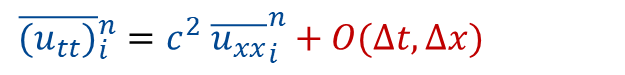 $\overline{(u_{tt})}_i^n = c^2 \, \overline{u_{xx}}_i^n + O(\Delta t, \Delta x)$